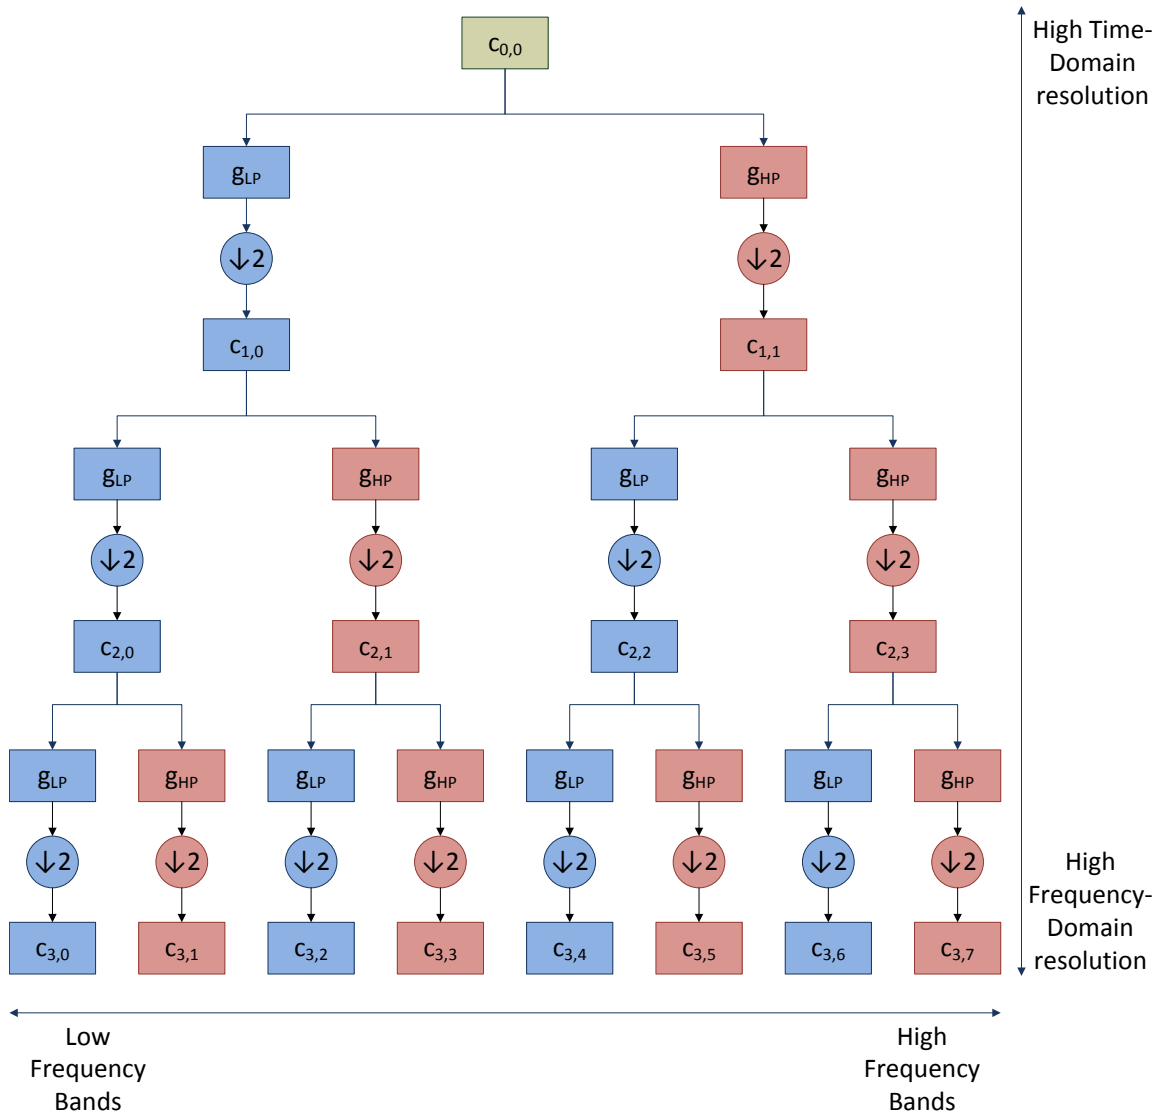 c0,0
High Time-
Domain
resolution
gLP
gHP
↓2
↓2
c1,0
c1,1
gLP
gHP
gLP
gHP
↓2
↓2
↓2
↓2
c2,0
c2,1
c2,2
c2,3
gLP
gHP
gLP
gHP
gLP
gHP
gLP
gHP
↓2
↓2
↓2
↓2
↓2
↓2
↓2
↓2
c3,0
c3,1
c3,2
c3,3
c3,4
c3,5
c3,6
c3,7
High
Frequency-
Domain
resolution
Low
Frequency
Bands
High
Frequency
Bands